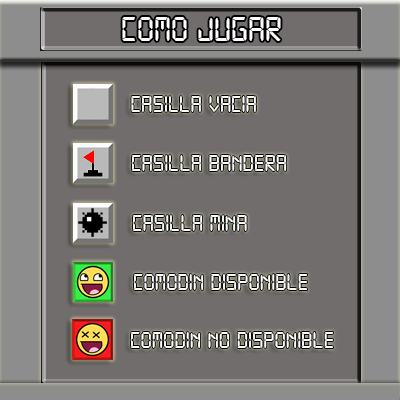 COMO JUGAR
CASILLA VACIA
CASILLA BANDERA
CASILLA MINA
COMODIN DISPONIBLE
COMODIN NO DISPONIBLE